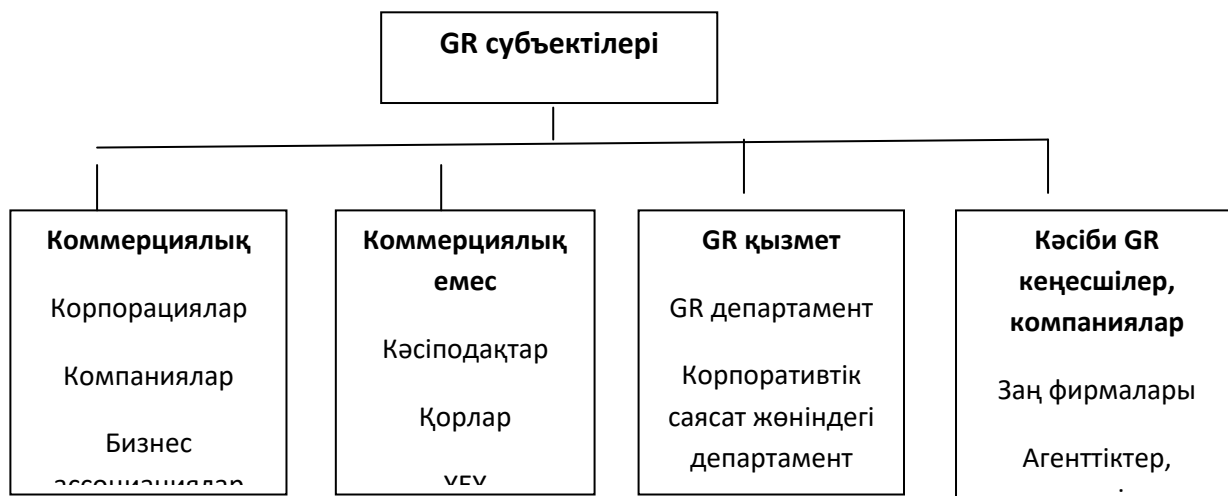 GR субъектілері
Коммерциялық
Корпорациялар
Компаниялар
Бизнес
ассоциациялар
Коммерциялық
емес
Кәсіподақтар
Қорлар
GR қызмет
GR департамент
Корпоративтік
саясат жөніндегі
департамент
Кәсіби GR
кеңесшілер,
компаниялар
Заң фирмалары
Агенттіктер,